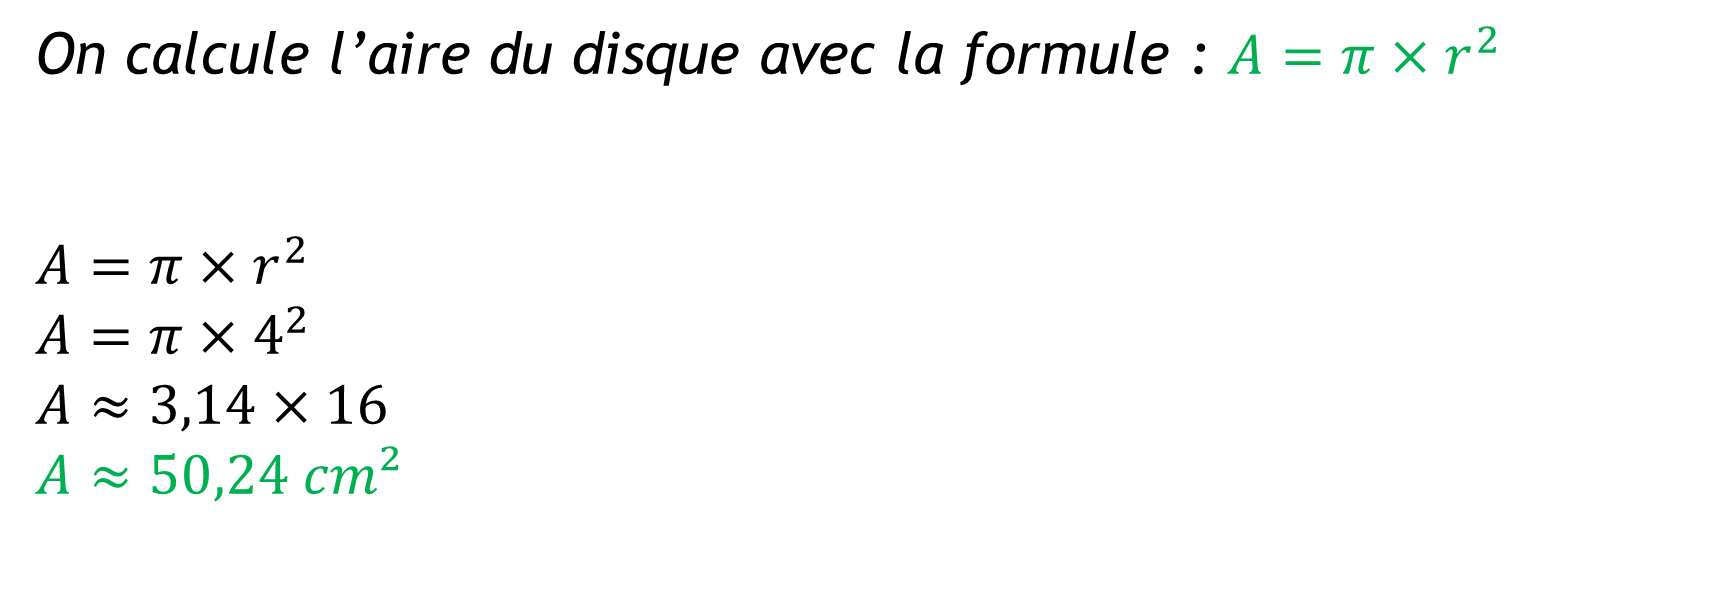 On calcule l’aire du disque avec la formule : A = π × r²
A = π × r²
A = π × 4²
A ≈ 3,14 × 16
A ≈ 50,24 cm²